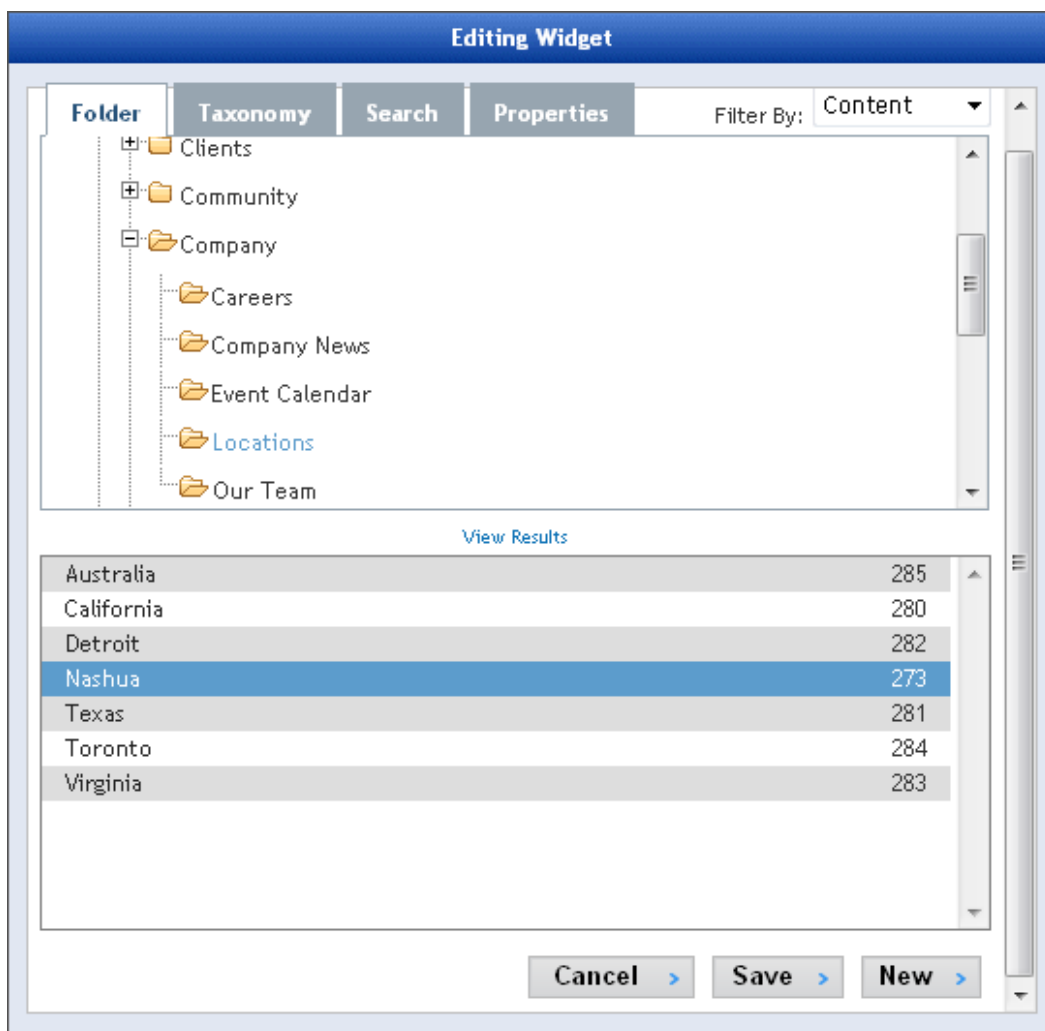 Editing Widget
Folder Taxonomy Search Properties Filter By: Content
Clients
Community
Company
Careers
Company News
Event Calendar
Locations
Our Team
View Results
Australia 285
California 280
Detroit 282
Nashua 273
Texas 281
Toronto 284
Virginia 283
Cancel Save New